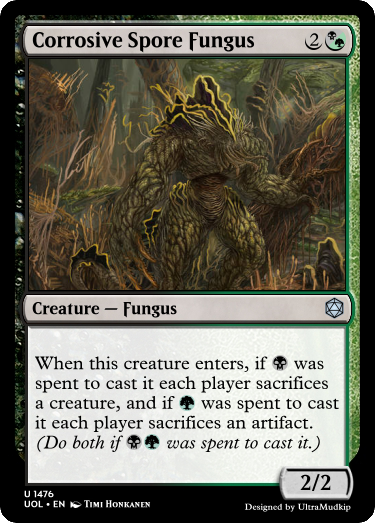 Corrosive Spore Fungus 2
Creature — Fungus
When this creature enters, if was
spent to cast it each player sacrifices
a creature, and if was spent to cast
it each player sacrifices an artifact.
(Do both if was spent to cast it.)
2/2
U 1476
UOL • EN Timi Honkanen
Designed by UltraMudkip